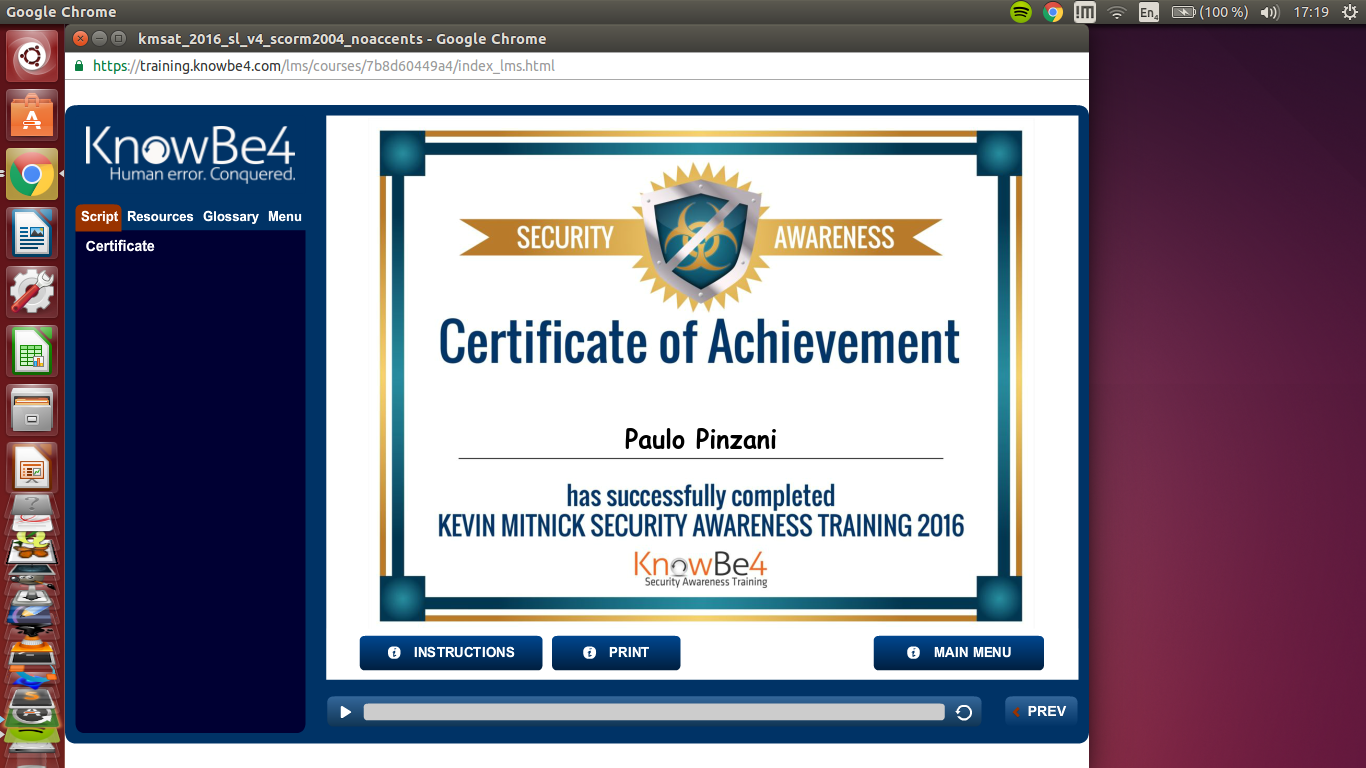 Google Chrome
!M
En4
(100 %)
17:19
kmsat_2016_sl_v4_scorm2004_noaccents - Google Chrome
https://training.knowbe4.com/lms/courses/7b8d60449a4/index_lms.html
KnowBe4
Human error. Conquered.
Script Resources Glossary Menu
Certificate
SECURITY AWARENESS
Certificate of Achievement
Paulo Pinzani
has successfully completed
KEVIN MITNICK SECURITY AWARENESS TRAINING 2016
KnowBe4
Security Awareness Training
INSTRUCTIONS
PRINT
MAIN MENU
PREV